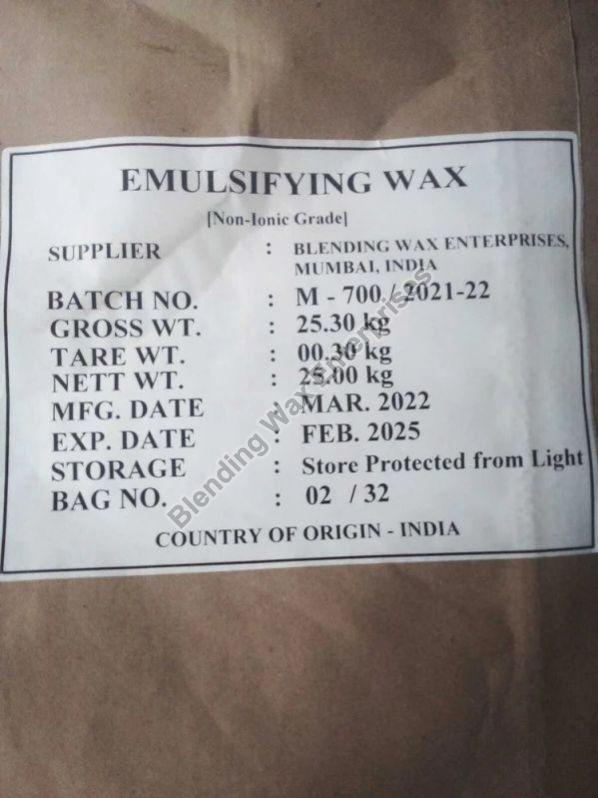 EMULSIFYING WAX
[Non-Ionic Grade]
SUPPLIER : BLENDING WAX ENTERPRISES,
MUMBAI, INDIA
BATCH NO. : M - 700 / 2021-22
GROSS WT. : 25.30 kg
TARE WT. : 00.30 kg
NETT WT. : 25.00 kg
MFG. DATE : MAR. 2022
EXP. DATE : FEB. 2025
STORAGE : Store Protected from Light
BAG NO. : 02 / 32
COUNTRY OF ORIGIN - INDIA
Blending Wax Enterprises